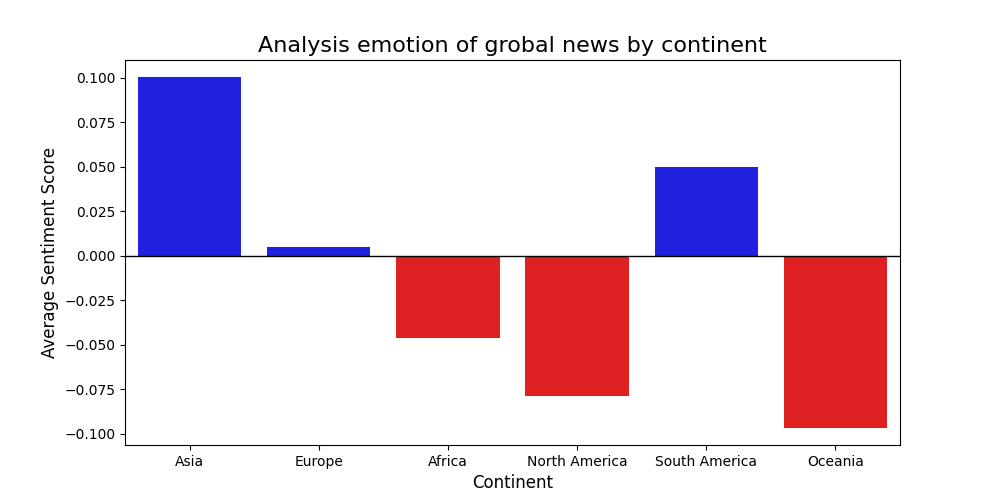 Analysis emotion of grobal news by continent
Average Sentiment Score
0.100
0.075
0.050
0.025
0.000
−0.025
−0.050
−0.075
−0.100
Asia Europe Africa North America South America Oceania
Continent